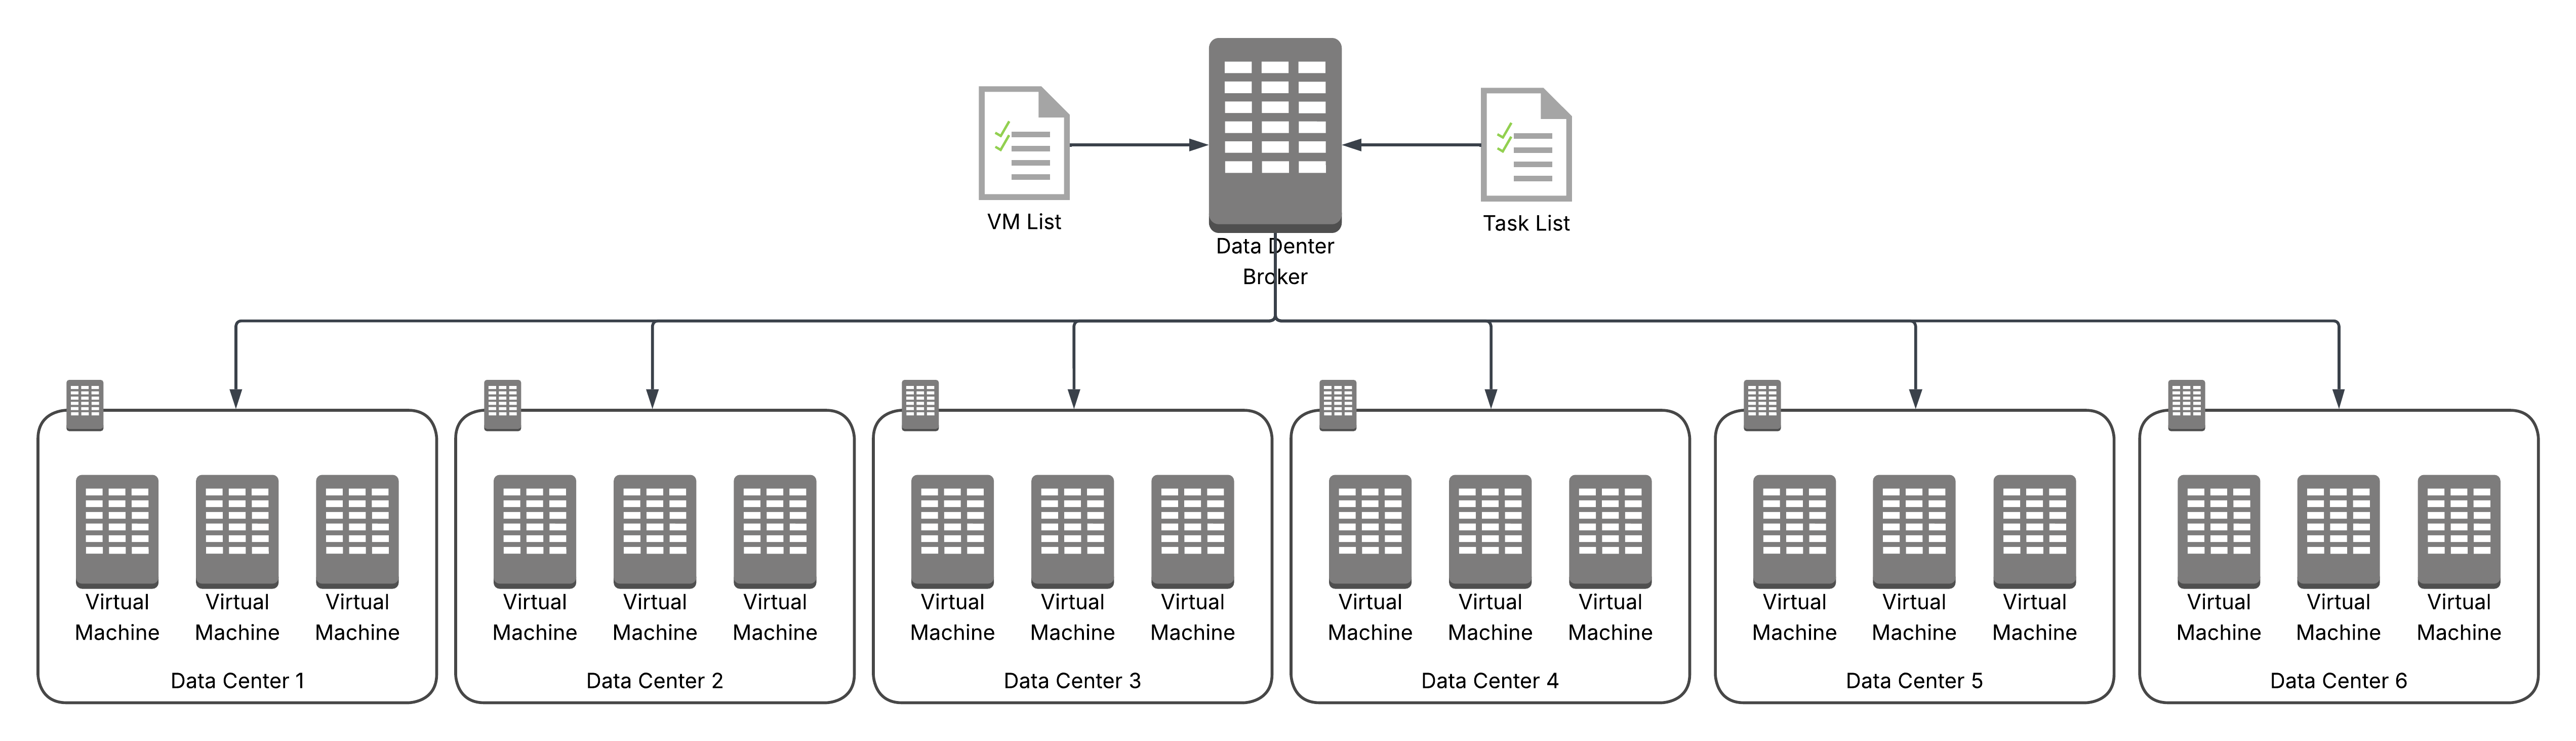 VM List
Task List
Data Denter
Broker
Virtual Virtual Virtual Virtual Virtual Virtual Virtual Virtual Virtual Virtual Virtual Virtual Virtual Virtual Virtual Virtual Virtual Virtual
Machine Machine Machine Machine Machine Machine Machine Machine Machine Machine Machine Machine Machine Machine Machine Machine Machine Machine
Data Center 1 Data Center 2 Data Center 3 Data Center 4 Data Center 5 Data Center 6